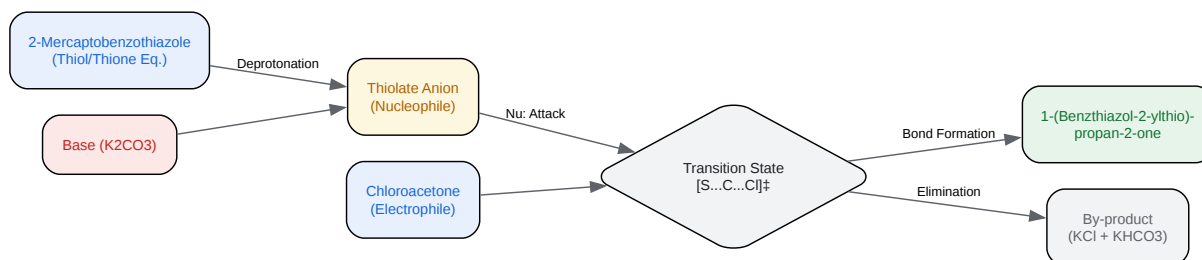 2-Mercaptobenzothiazole
(Thiol/Thione Eq.)
Deprotonation
Base (K2CO3)
Thiolate Anion
(Nucleophile)
Nu: Attack
Chloroacetone
(Electrophile)
Transition State
[S...C...Cl]‡
Bond Formation
1-(Benzthiazol-2-ylthio)-
propan-2-one
Elimination
By-product
(KCl + KHCO3)